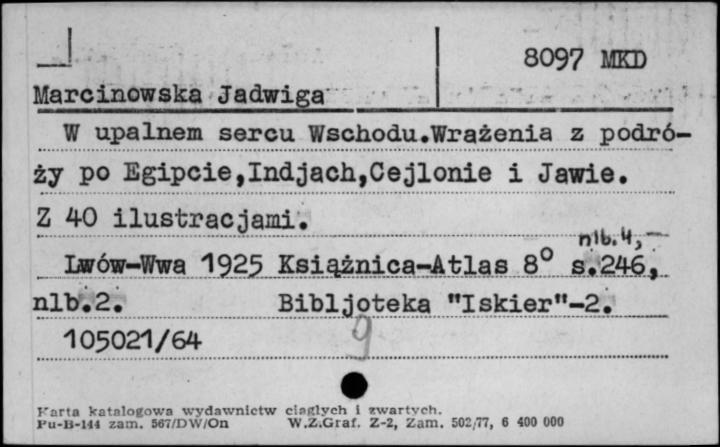 8097 MKD
Marcinowska Jadwiga
W upalnem sercu Wschodu.Wrażenia z podró-
ży po Egipcie,Indjach,Cejlonie i Jawie.
Z 40 ilustracjami.
nlb.4,-
Lwów-Wwa 1925 Książnica-Atlas 8° s.246,
nlb.2. Bibljoteka "Iskier"-2.
105021/64 9
Karta katalogowa wydawnictw ciągłych i zwartych.
Pu-B-144 zam. 567/DW/On W.Z.Graf. Z-2, Zam. 502/77, 6 400 000